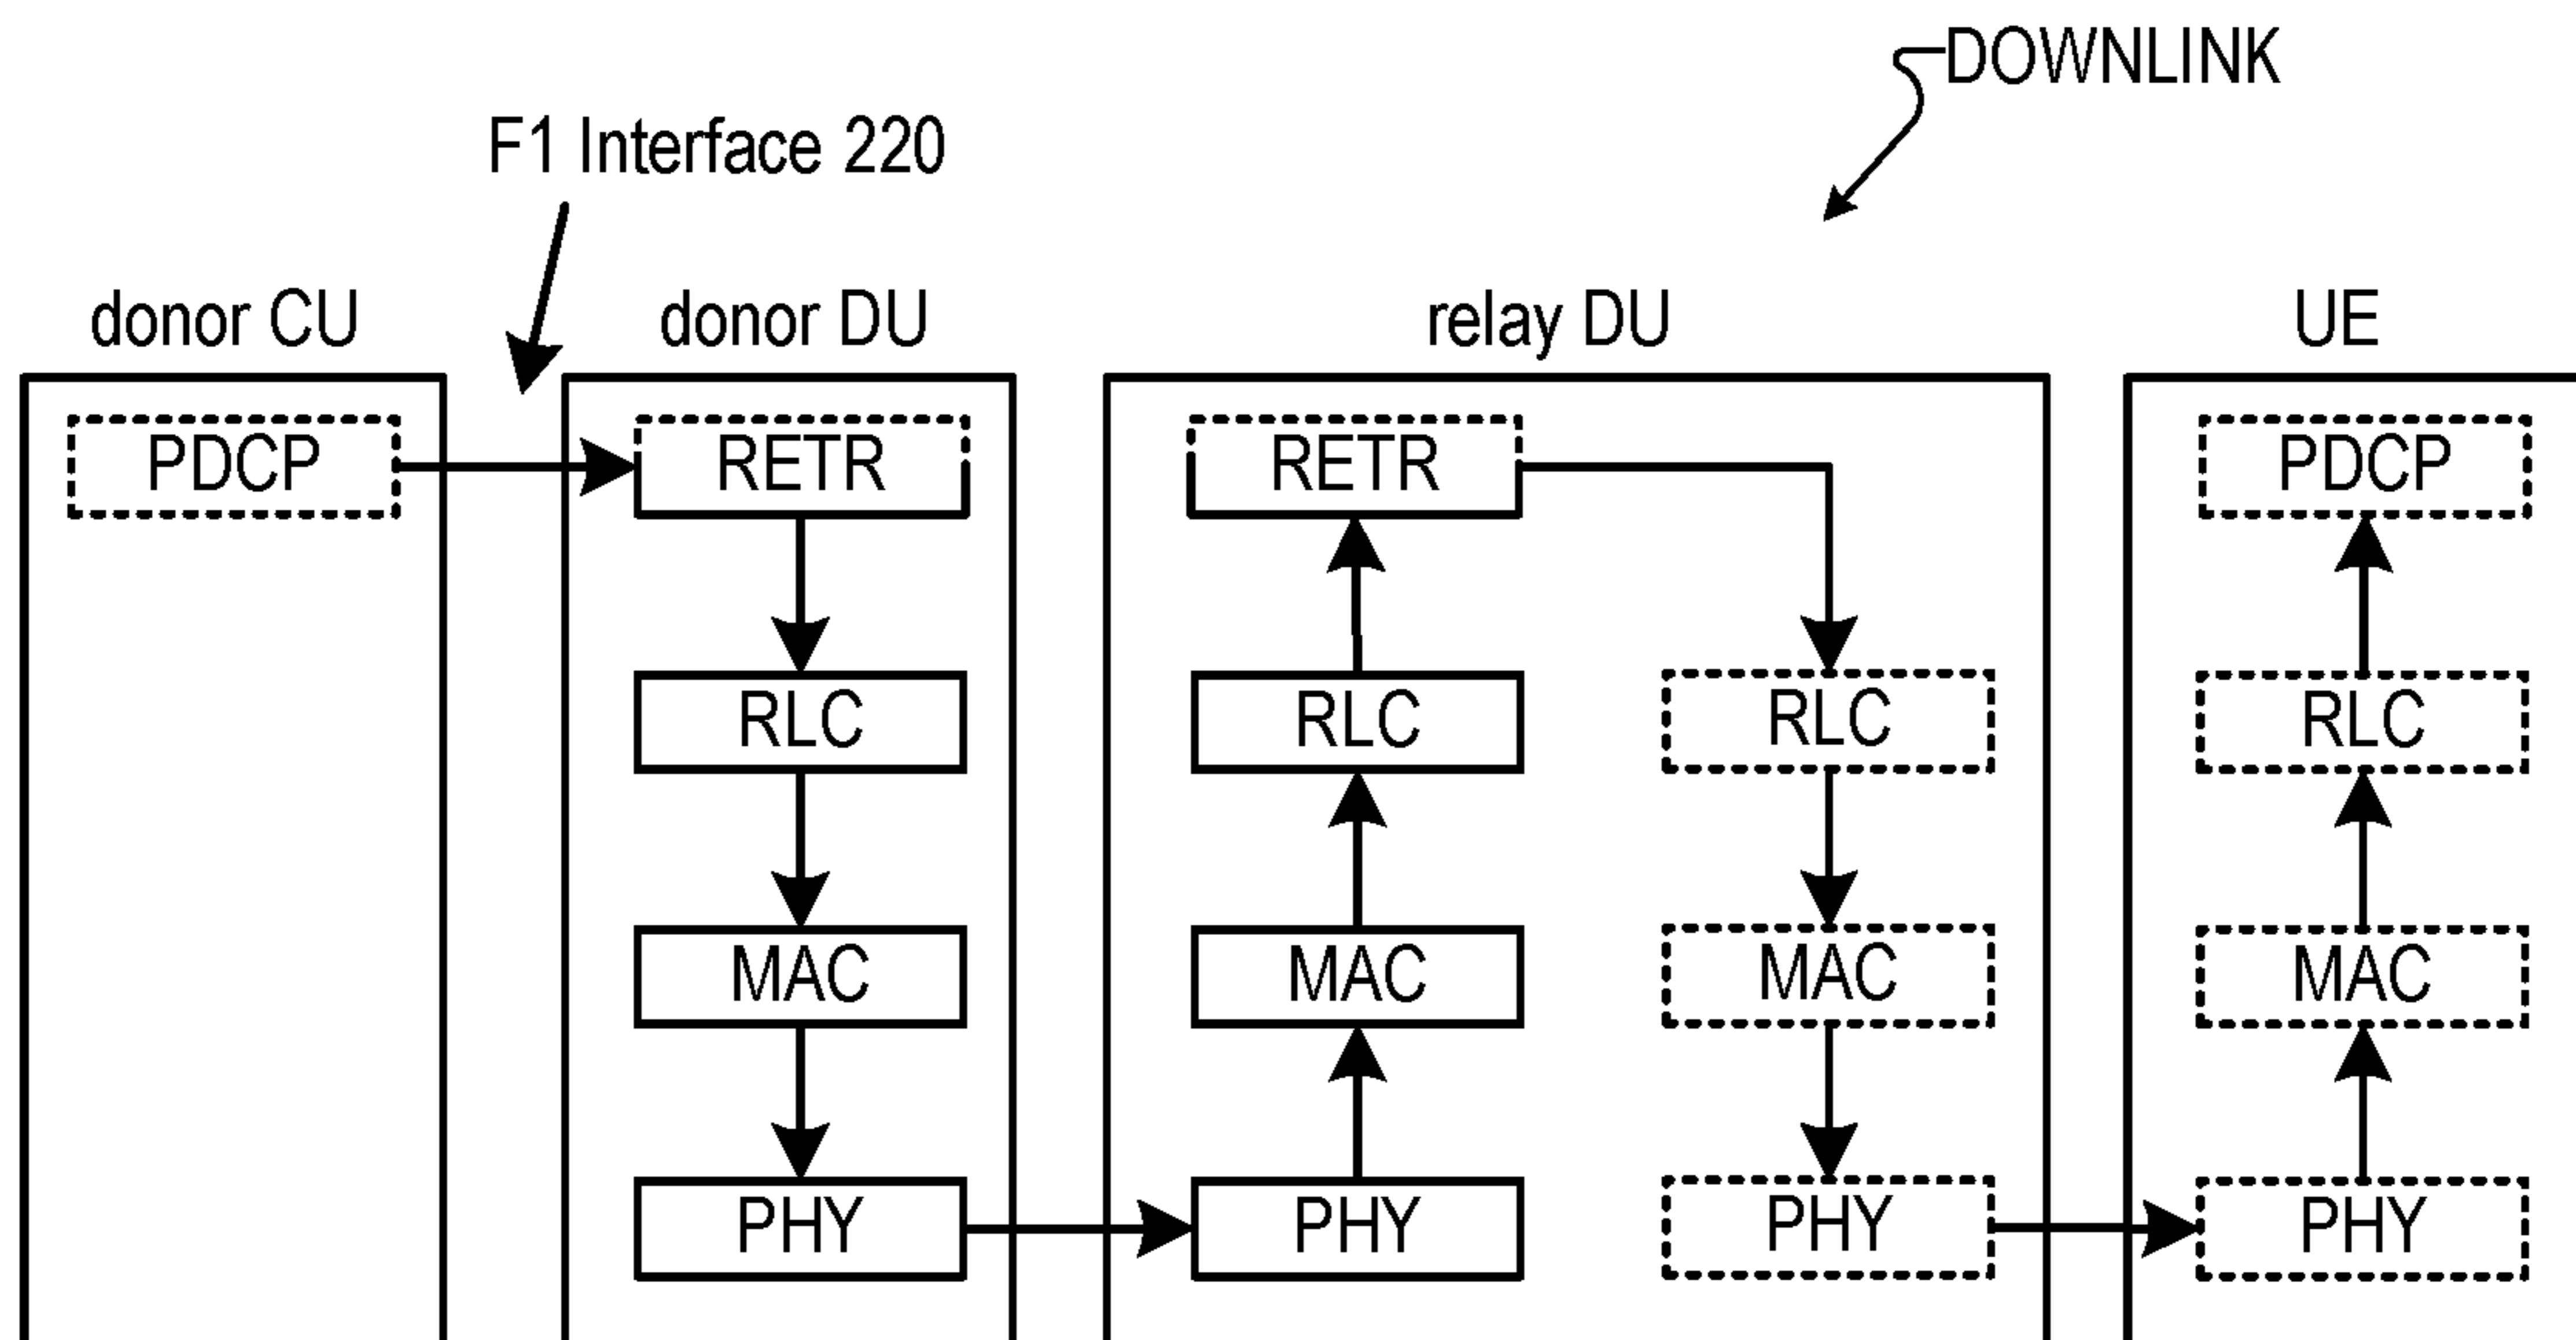 DOWNLINK
F1 Interface 220
donor CU
donor DU
relay DU
UE
PDCP
RETR
RETR
PDCP
RLC
RLC
RLC
RLC
MAC
MAC
MAC
MAC
PHY
PHY
PHY
PHY